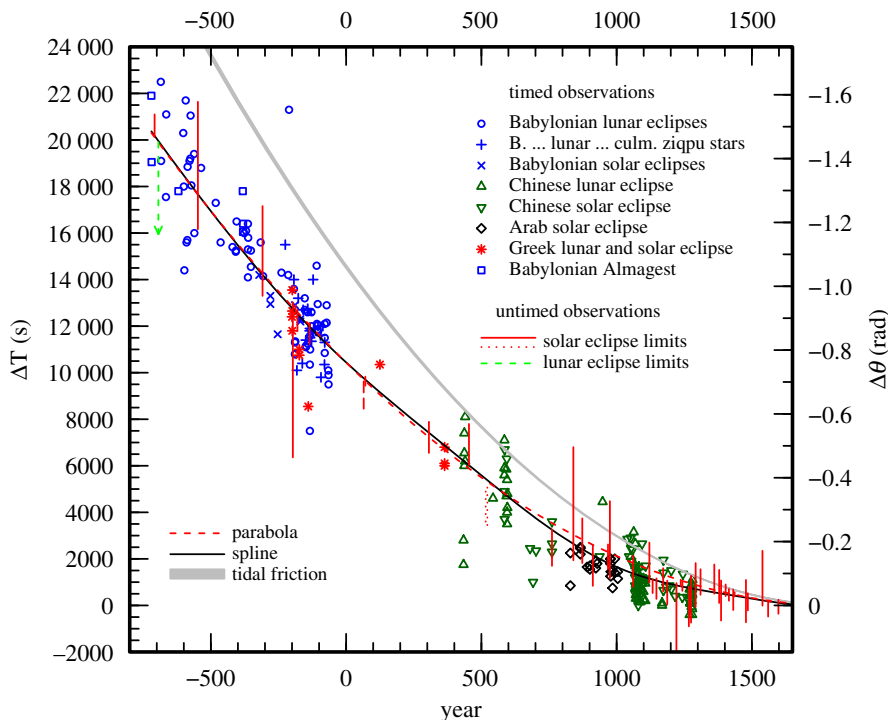 −500 0 500 1000 1500
24 000
22 000
20 000
18 000
16 000
14 000
12 000
10 000
8000
6000
4000
2000
0
−2000
ΔT (s)
timed observations
Babylonian lunar eclipses
B. ... lunar ... culm. ziqpu stars
Babylonian solar eclipses
Chinese lunar eclipse
Chinese solar eclipse
Arab solar eclipse
Greek lunar and solar eclipse
Babylonian Almagest
untimed observations
solar eclipse limits
lunar eclipse limits
parabola
spline
tidal friction
−1.6
−1.4
−1.2
−1.0
−0.8
−0.6
−0.4
−0.2
0
Δθ (rad)
−500 0 500 1000 1500
year